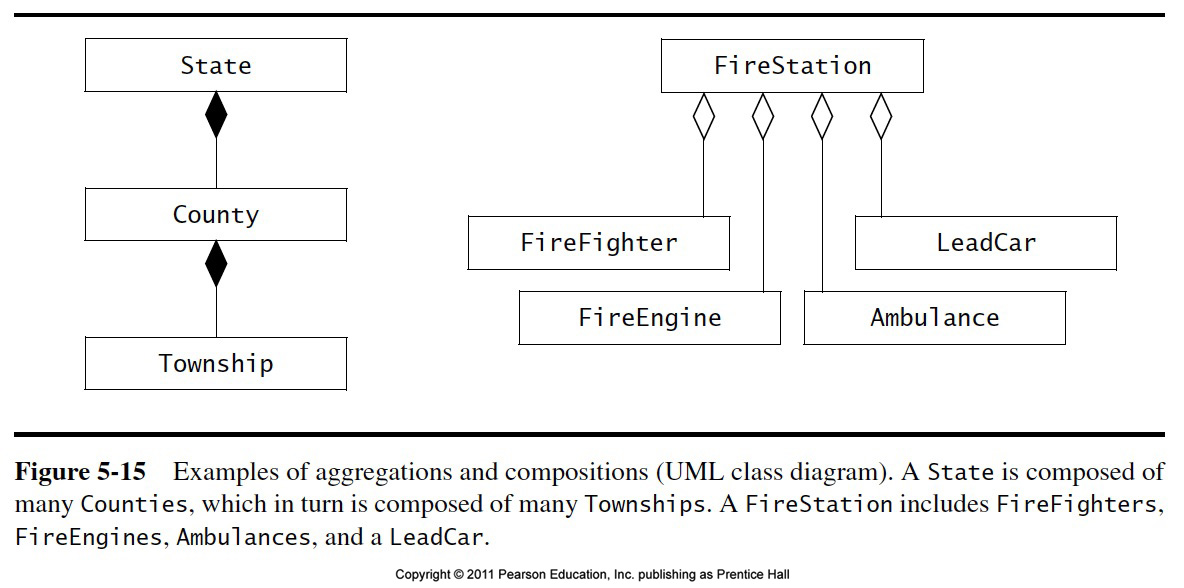 State
FireStation
County
FireFighter
LeadCar
FireEngine
Ambulance
Township
Figure 5-15 Examples of aggregations and compositions (UML class diagram). A State is composed of
many Counties, which in turn is composed of many Townships. A FireStation includes FireFighters,
FireEngines, Ambulances, and a LeadCar.
Copyright © 2011 Pearson Education, Inc. publishing as Prentice Hall